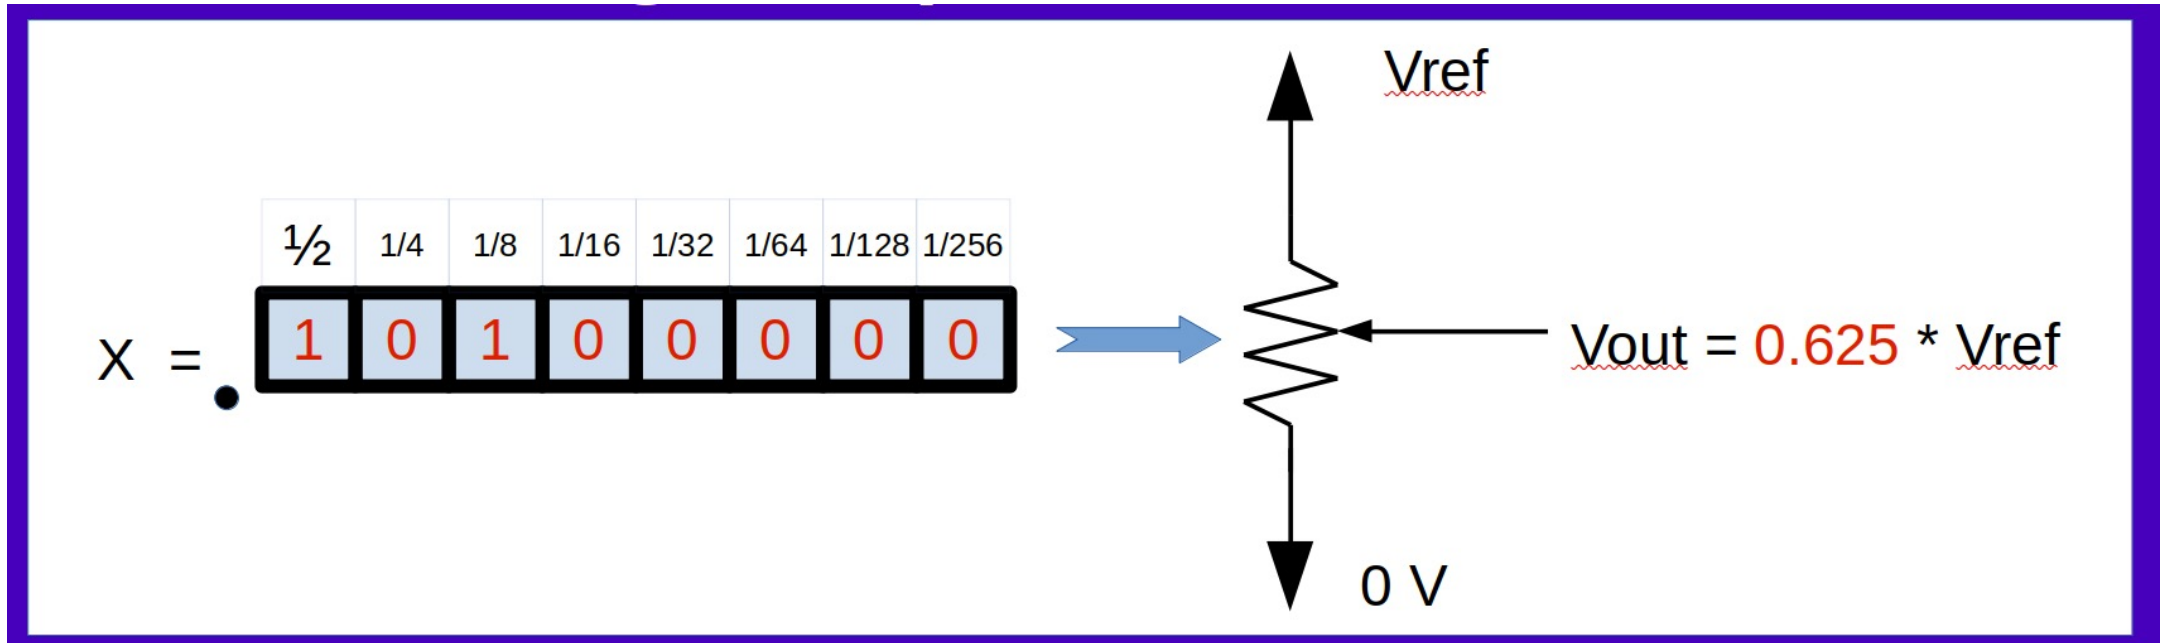 Vref
½ 1/4 1/8 1/16 1/32 1/64 1/128 1/256
X = . 1 0 1 0 0 0 0 0
Vout = 0.625 * Vref
0 V